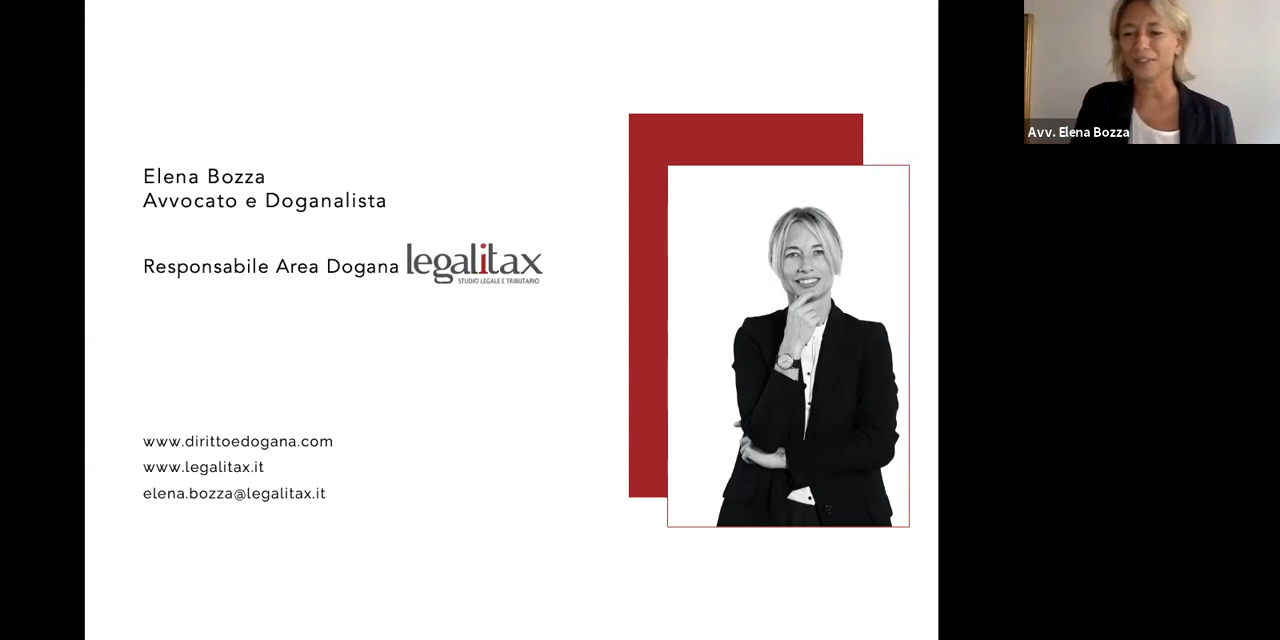 Elena Bozza
Avvocato e Doganalista
Responsabile Area Dogana legalitax
STUDIO LEGALE E TRIBUTARIO
www.dirittoedogana.com
www.legalitax.it
elena.bozza@legalitax.it
Avv. Elena Bozza